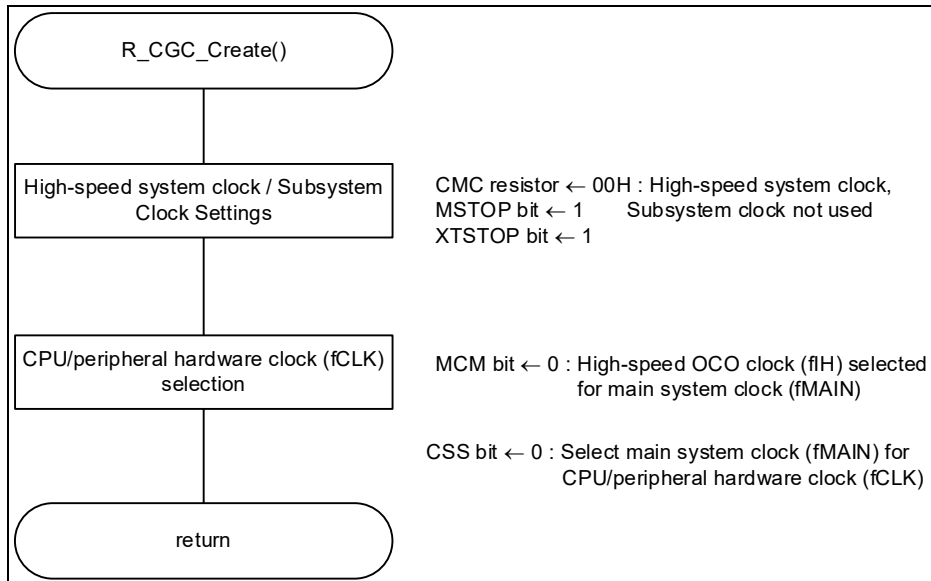 R_CGC_Create()
High-speed system clock / Subsystem
Clock Settings
CMC resistor ← 00H : High-speed system clock,
MSTOP bit ← 1 Subsystem clock not used
XTSTOP bit ← 1
CPU/peripheral hardware clock (fCLK)
selection
MCM bit ← 0 : High-speed OCO clock (fIH) selected
for main system clock (fMAIN)
CSS bit ← 0 : Select main system clock (fMAIN) for
CPU/peripheral hardware clock (fCLK)
return